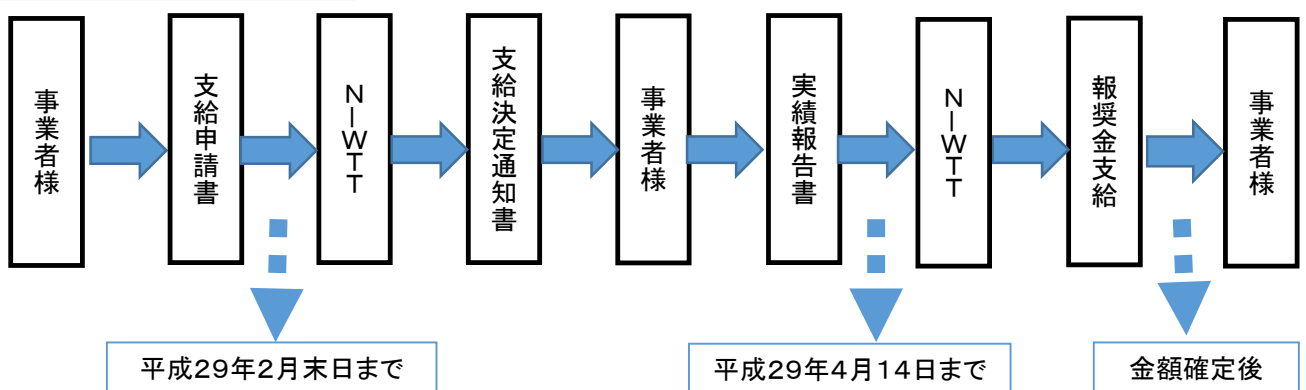 事業者様
支給申請書
NIWTT
支給決定通知書
事業者様
実績報告書
NIWTT
報奨金支給
事業者様
平成29年2月末日まで
平成29年4月14日まで
金額確定後